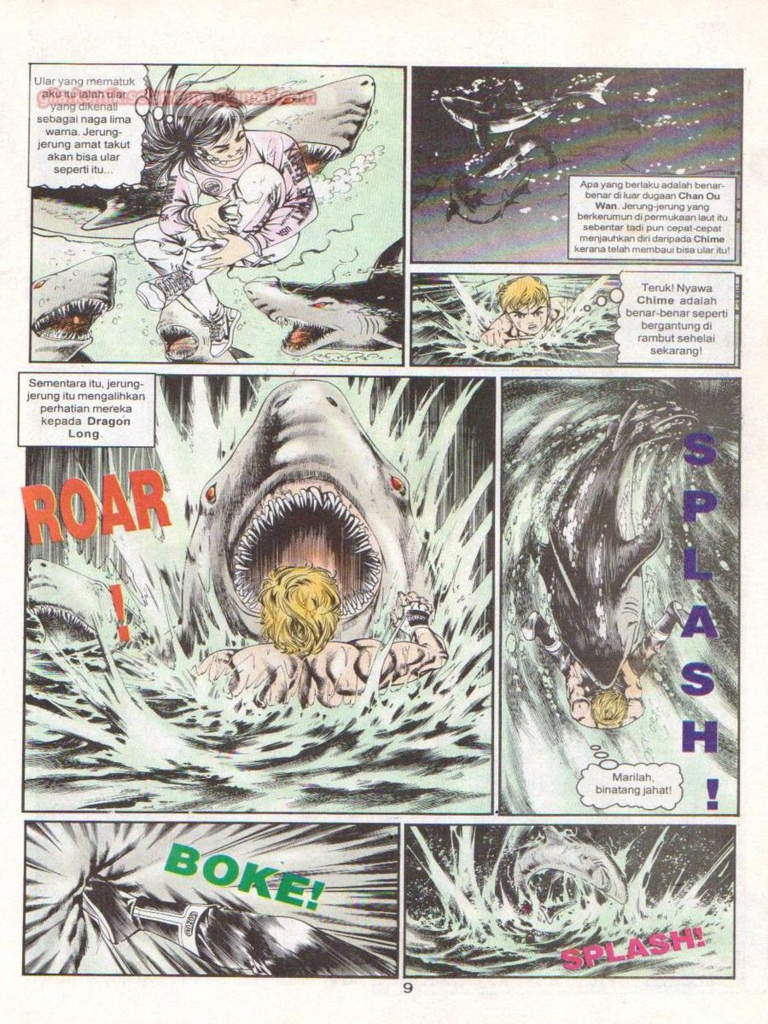 Ular yang mematuk
aku itu ialah ular
yang dikenali
sebagai naga lima
warna. Jerung-
jerung amat takut
akan bisa ular
seperti itu...
Apa yang berlaku adalah benar-
benar di luar dugaan Chan Ou
Wan. Jerung-jerung yang
berkerumun di permukaan laut itu
sebentar tadi pun cepat-cepat
menjauhkan diri daripada Chime
kerana telah membaui bisa ular itu!
Teruk! Nyawa
Chime adalah
benar-benar seperti
bergantung di
rambut sehelai
sekarang!
Sementara itu, jerung-
jerung itu mengalihkan
perhatian mereka
kepada Dragon
Long.
ROAR
!
SPLASH!
Marilah,
binatang jahat!
BOKE!
SPLASH!
9